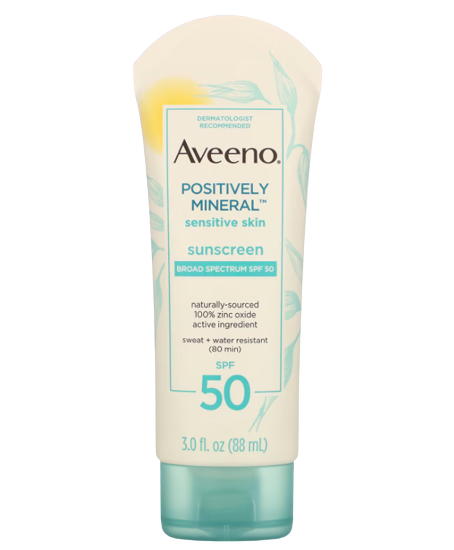 DERMATOLOGIST
RECOMMENDED
Aveeno.
POSITIVELY
MINERAL™
sensitive skin
sunscreen
BROAD SPECTRUM SPF 50
naturally-sourced
100% zinc oxide
active ingredient
sweat + water resistant
(80 min)
SPF
50
3.0 fl. oz (88 mL)